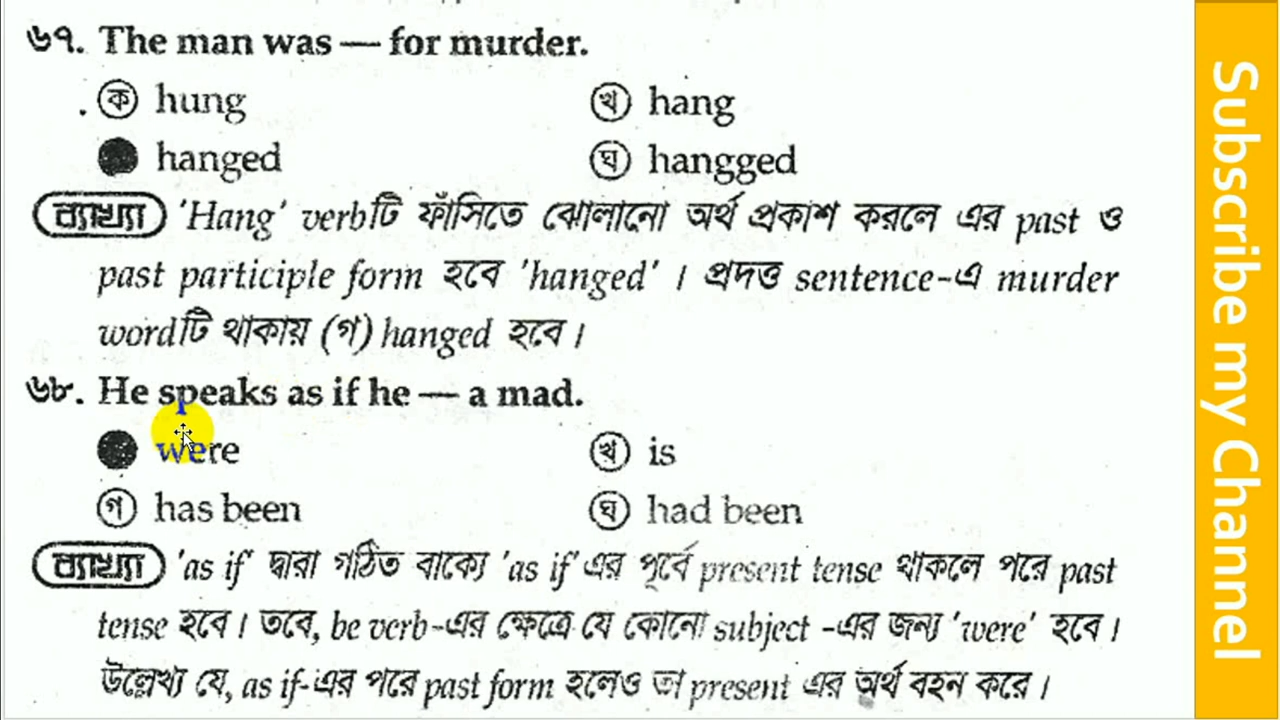 ৬৭. The man was — for murder.
ক hung
খ hang
hanged
ঘ hangged
ব্যাখ্যা 'Hang' verbটি ফাঁসিতে ঝোলানো অর্থ প্রকাশ করলে এর past ও
past participle form হবে 'hanged' । প্রদত্ত sentence-এ murder
wordটি থাকায় (গ) hanged হবে ।
৬৮. He speaks as if he — a mad.
were
খ is
গ has been
ঘ had been
ব্যাখ্যা 'as if' দ্বারা গঠিত বাক্যে 'as if' এর পূর্বে present tense থাকলে পরে past
tense হবে । তবে, be verb-এর ক্ষেত্রে যে কোনো subject -এর জন্য 'were' হবে ।
উল্লেখ্য যে, as if-এর পরে past form হলেও তা present এর অর্থ বহন করে ।
Subscribe my Channel